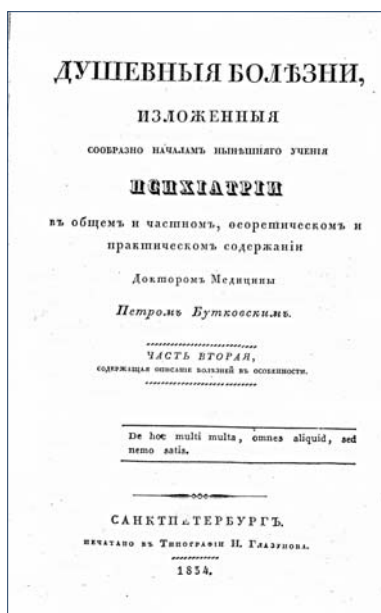 ДУШЕВНЫЯ БОЛѢЗНИ,
ИЗЛОЖЕННЫЯ
СООБРАЗНО НАЧАЛАМЪ НЫНѢШНЯГО УЧЕНІЯ
ПСИХІАТРІИ
въ общемъ и частномъ, ѳеоретическомъ и
практическомъ содержаніи
Докторомъ Медицины
Петромъ Бутковскимъ.
ЧАСТЬ ВТОРАЯ,
СОДЕРЖАЩАЯ ОПИСАНІЕ БОЛѢЗНЕЙ ВЪ ОСОБЕННОСТИ.
De hoc multi multa, omnes aliquid, sed
nemo satis.
САНКТПЕТЕРБУРГЪ.
ПЕЧАТАНО ВЪ ТИПОГРАФІИ И. ГЛАЗУНОВА.
1834.